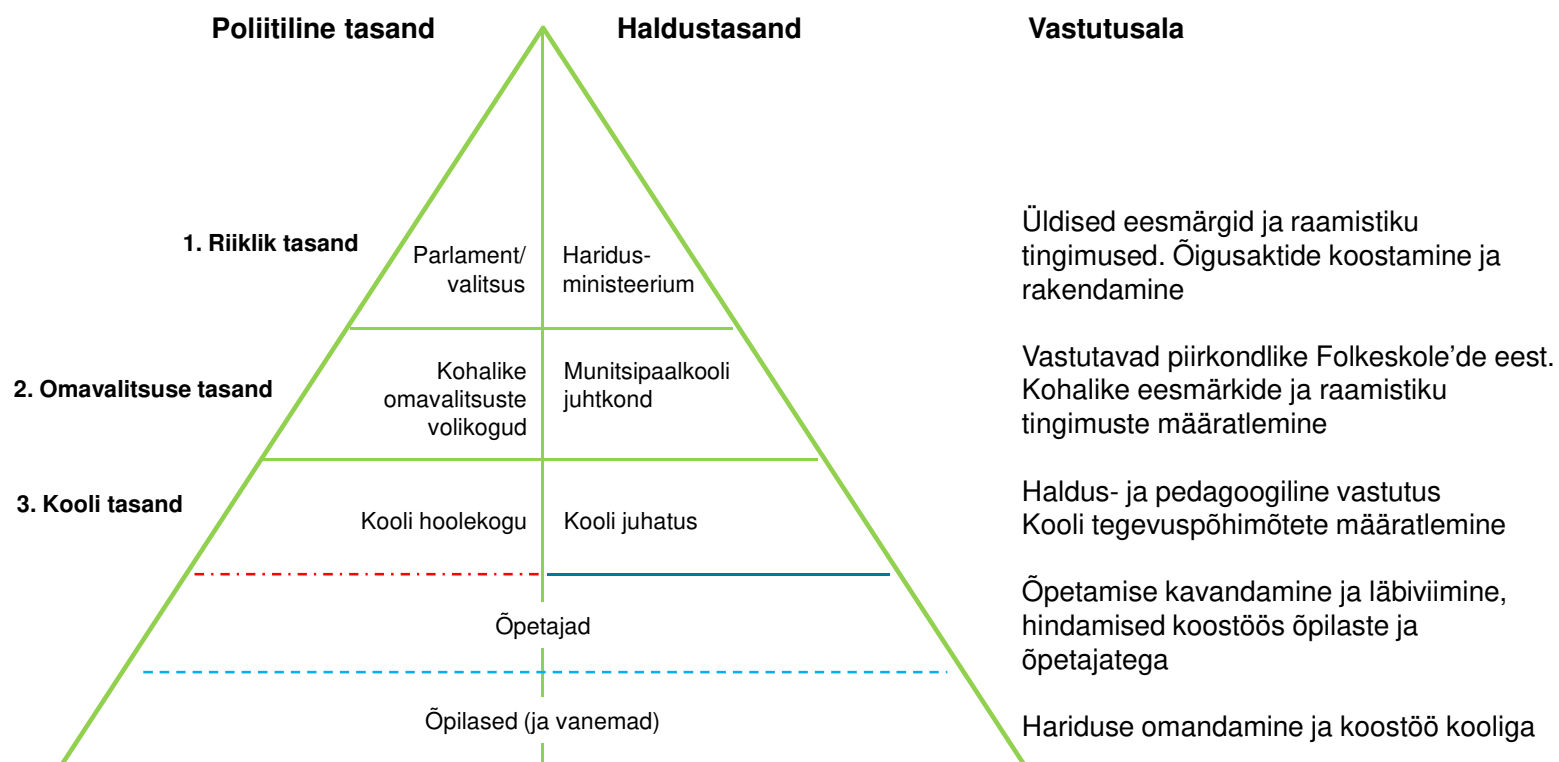 Poliitiline tasand
Haldustasand
Vastutusala
1. Riiklik tasand
Parlament/
valitsus
Haridus-
ministeerium
Üldised eesmärgid ja raamistiku
tingimused. Õigusaktide koostamine ja
rakendamine
2. Omavalitsuse tasand
Kohalike
omavalitsuste
volikogud
Munitsipaalkooli
juhtkond
Vastutavad piirkondlike Folkeskole’de eest.
Kohalike eesmärkide ja raamistiku
tingimuste määratlemine
3. Kooli tasand
Kooli hoolekogu
Kooli juhatus
Haldus- ja pedagoogiline vastutus
Kooli tegevuspõhimõtete määratlemine
Õpetajad
Õpetamise kavandamine ja läbiviimine,
hindamised koostöös õpilaste ja
õpetajatega
Õpilased (ja vanemad)
Hariduse omandamine ja koostöö kooliga